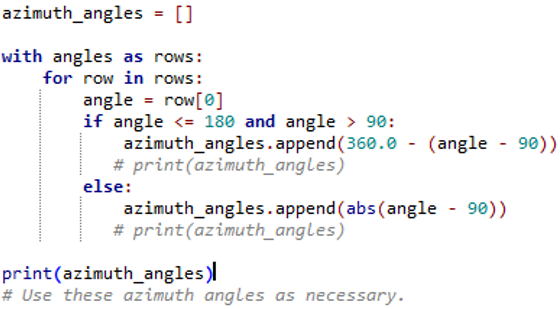 azimuth_angles = []
with angles as rows:
for row in rows:
angle = row[0]
if angle <= 180 and angle > 90:
azimuth_angles.append(360.0 - (angle - 90))
# print(azimuth_angles)
else:
azimuth_angles.append(abs(angle - 90))
# print(azimuth_angles)
print(azimuth_angles)
# Use these azimuth angles as necessary.